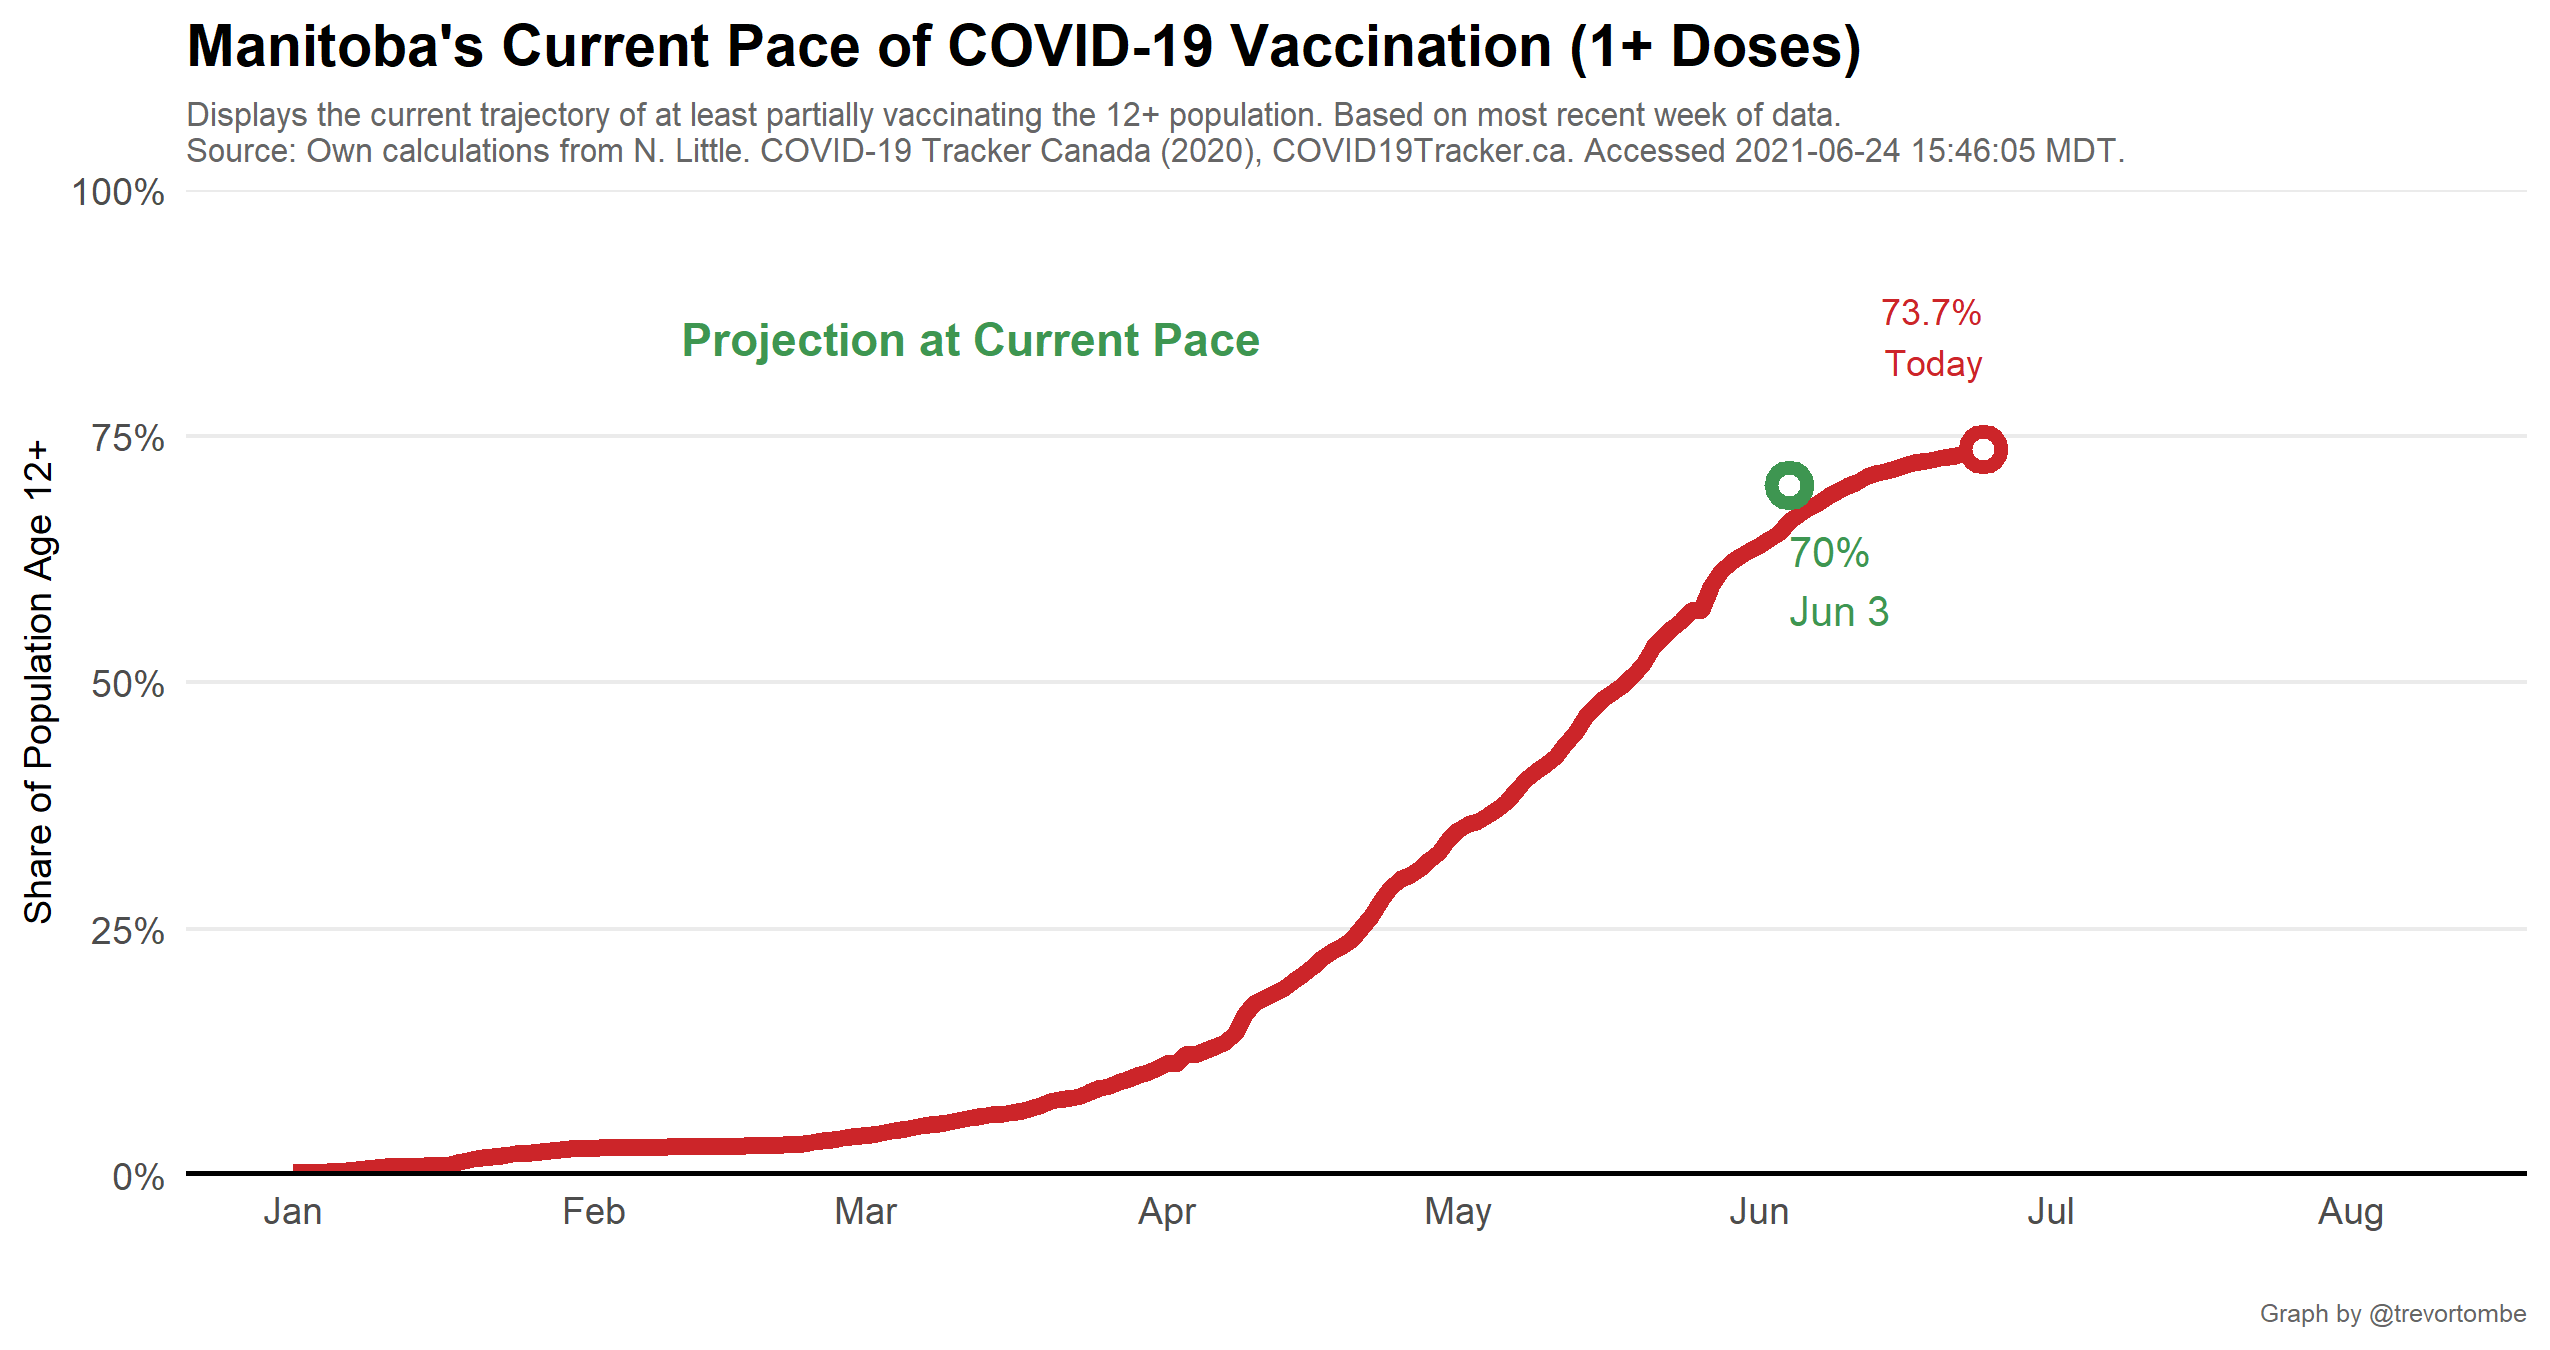 Manitoba's Current Pace of COVID-19 Vaccination (1+ Doses)
Displays the current trajectory of at least partially vaccinating the 12+ population. Based on most recent week of data.
Source: Own calculations from N. Little. COVID-19 Tracker Canada (2020), COVID19Tracker.ca. Accessed 2021-06-24 15:46:05 MDT.
100%
75%
50%
25%
0%
Share of Population Age 12+
Projection at Current Pace
73.7%
Today
70%
Jun 3
Jan
Feb
Mar
Apr
May
Jun
Jul
Aug
Graph by @trevortombe